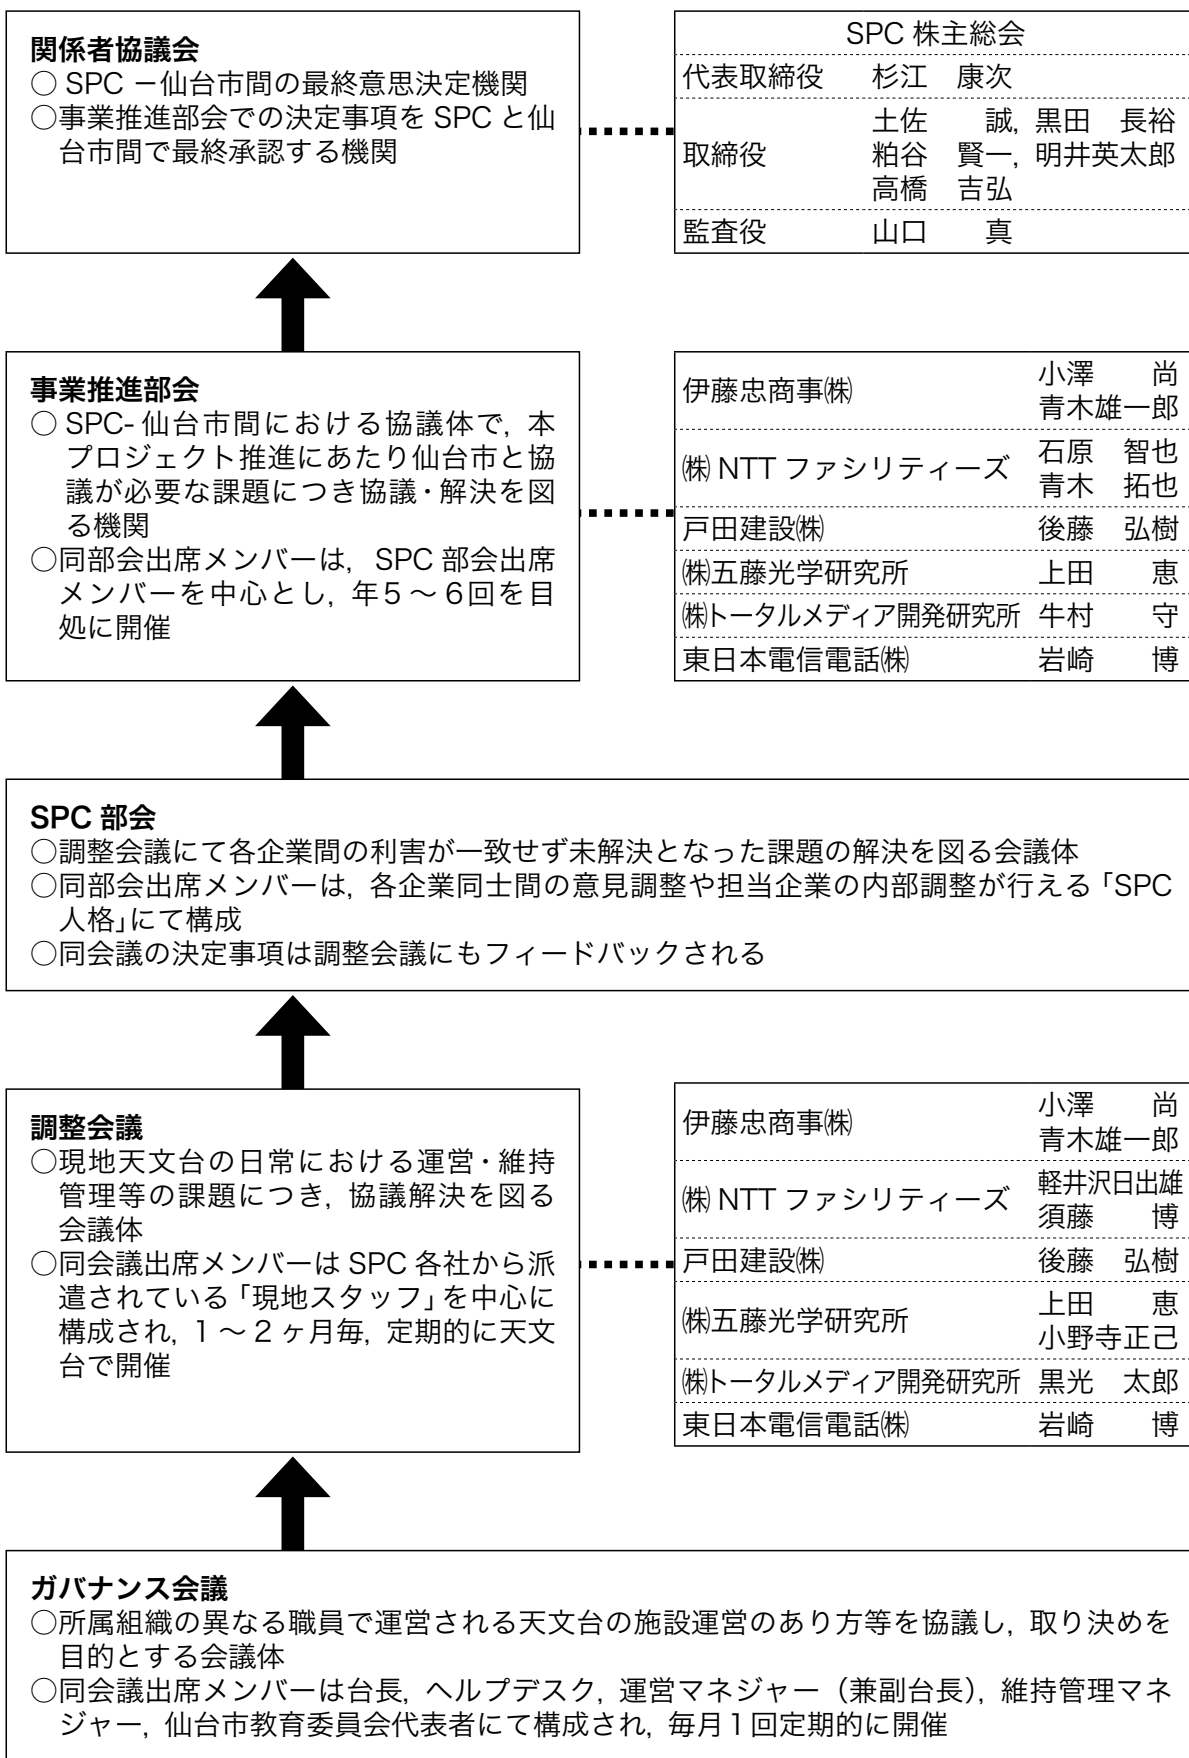 関係者協議会
○ SPC －仙台市間の最終意思決定機関
○事業推進部会での決定事項を SPC と仙
台市間で最終承認する機関
SPC 株主総会
代表取締役 杉江 康次
取締役
土佐 誠, 黒田 長裕
粕谷 賢一, 明井英太郎
高橋 吉弘
監査役 山口 真
事業推進部会
○ SPC- 仙台市間における協議体で, 本
プロジェクト推進にあたり仙台市と協
議が必要な課題につき協議・解決を図
る機関
○同部会出席メンバーは, SPC 部会出席
メンバーを中心とし, 年５～６回を目
処に開催
伊藤忠商事㈱
小澤 尚
青木雄一郎
㈱ NTT ファシリティーズ
石原 智也
青木 拓也
戸田建設㈱ 後藤 弘樹
㈱五藤光学研究所 上田 恵
㈱トータルメディア開発研究所 牛村 守
東日本電信電話㈱ 岩崎 博
SPC 部会
○調整会議にて各企業間の利害が一致せず未解決となった課題の解決を図る会議体
○同部会出席メンバーは, 各企業同士間の意見調整や担当企業の内部調整が行える「SPC
人格」にて構成
○同会議の決定事項は調整会議にもフィードバックされる
調整会議
○現地天文台の日常における運営・維持
管理等の課題につき, 協議解決を図る
会議体
○同会議出席メンバーは SPC 各社から派
遣されている「現地スタッフ」を中心に
構成され, １～２ヶ月毎, 定期的に天文
台で開催
伊藤忠商事㈱
小澤 尚
青木雄一郎
㈱ NTT ファシリティーズ
軽井沢日出雄
須藤 博
戸田建設㈱ 後藤 弘樹
㈱五藤光学研究所
上田 恵
小野寺正己
㈱トータルメディア開発研究所 黒光 太郎
東日本電信電話㈱ 岩崎 博
ガバナンス会議
○所属組織の異なる職員で運営される天文台の施設運営のあり方等を協議し, 取り決めを
目的とする会議体
○同会議出席メンバーは台長, ヘルプデスク, 運営マネジャー（兼副台長）, 維持管理マネ
ジャー, 仙台市教育委員会代表者にて構成され, 毎月１回定期的に開催